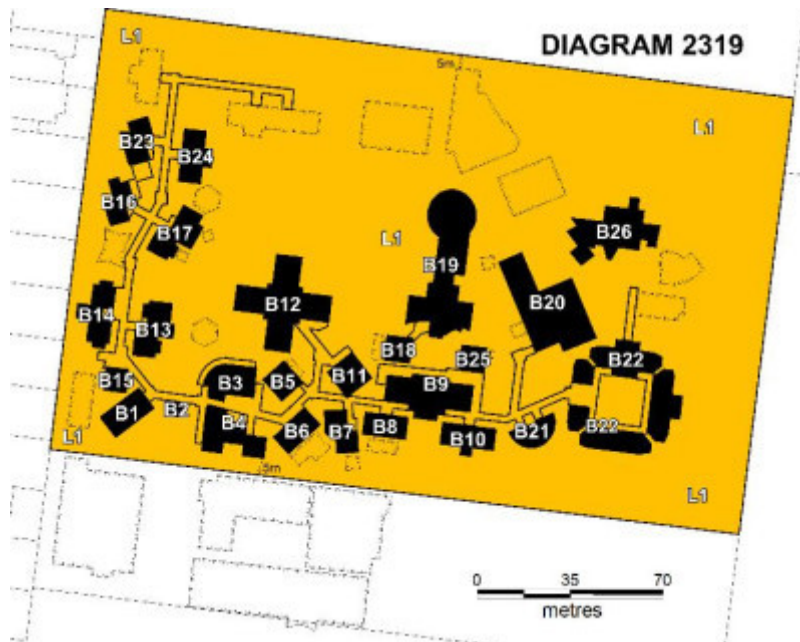 L1
DIAGRAM 2319
5m
L1
B23
B24
B16
B17
L1
B26
B19
B12
B20
B14
B13
B18
B25
B22
B15
B3
B5
B11
B9
B1
B2
B4
B6
B7
B8
B10
B21
B22
L1
5m
L1
0 35 70
metres